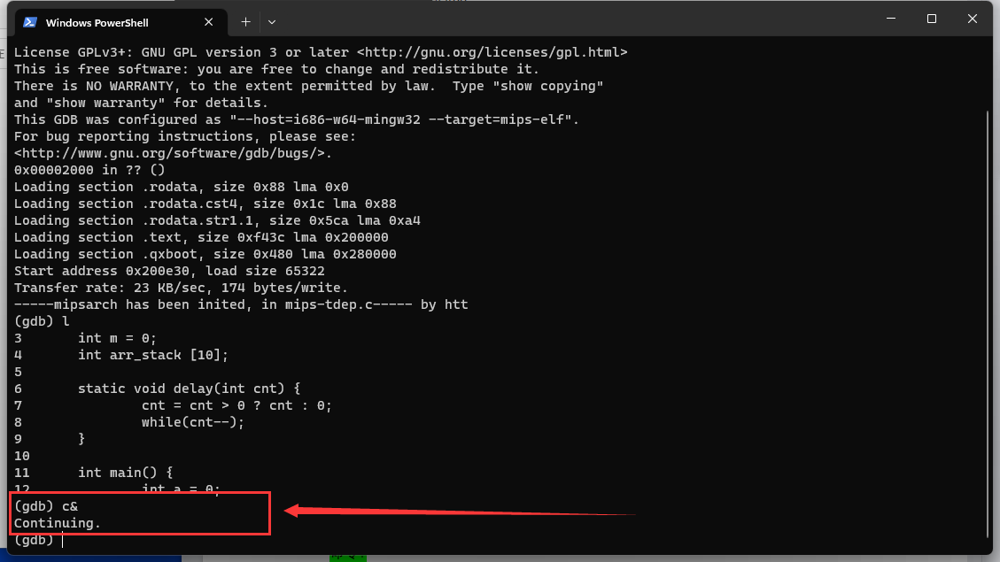 Windows PowerShell
License GPLv3+: GNU GPL version 3 or later <http://gnu.org/licenses/gpl.html>
This is free software: you are free to change and redistribute it.
There is NO WARRANTY, to the extent permitted by law.  Type "show copying"
and "show warranty" for details.
This GDB was configured as "--host=i686-w64-mingw32 --target=mips-elf".
For bug reporting instructions, please see:
<http://www.gnu.org/software/gdb/bugs/>.
0x00002000 in ?? ()
Loading section .rodata, size 0x88 lma 0x0
Loading section .rodata.cst4, size 0x1c lma 0x88
Loading section .rodata.str1.1, size 0x5ca lma 0xa4
Loading section .text, size 0xf43c lma 0x200000
Loading section .qxboot, size 0x480 lma 0x280000
Start address 0x200e30, load size 65322
Transfer rate: 23 KB/sec, 174 bytes/write.
-----mipsarch has been inited, in mips-tdep.c----- by htt
(gdb) l
3       int m = 0;
4       int arr_stack [10];
5
6       static void delay(int cnt) {
7               cnt = cnt > 0 ? cnt : 0;
8               while(cnt--);
9       }
10
11      int main() {
12              int a = 0;
(gdb) c&
Continuing.
(gdb)